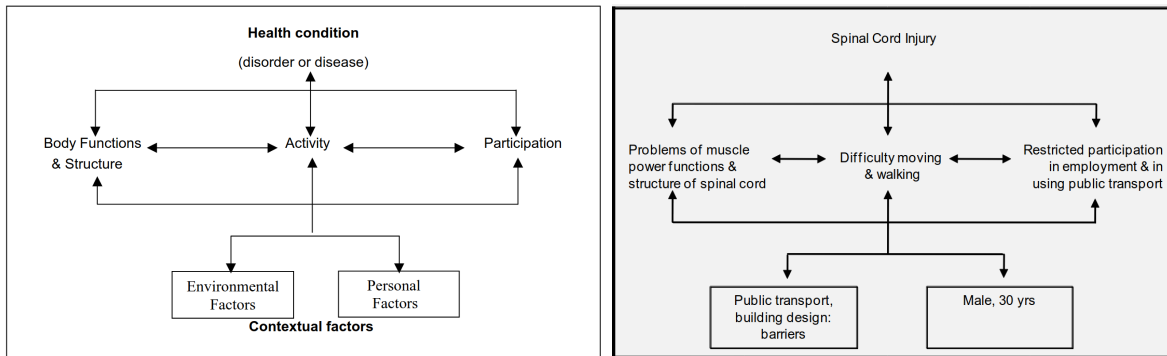 Health condition
(disorder or disease)
Body Functions
& Structure
Activity
Participation
Environmental
Factors
Personal
Factors
Contextual factors
Spinal Cord Injury
Problems of muscle
power functions &
structure of spinal cord
Difficulty moving
& walking
Restricted participation
in employment & in
using public transport
Public transport,
building design:
barriers
Male, 30 yrs